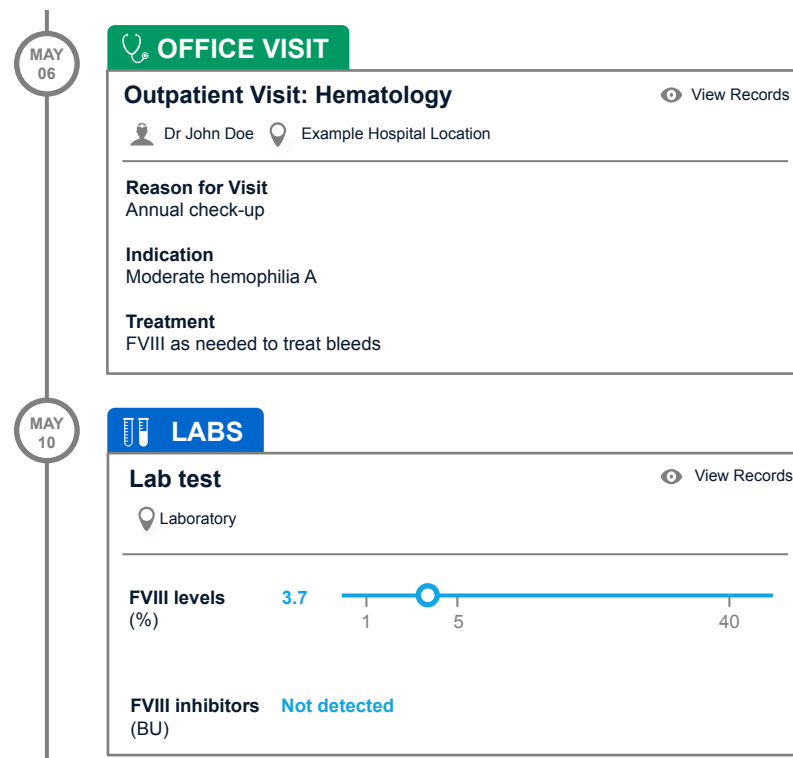 MAY
06
OFFICE VISIT
Outpatient Visit: Hematology
View Records
Dr John Doe Example Hospital Location
Reason for Visit
Annual check-up
Indication
Moderate hemophilia A
Treatment
FVIII as needed to treat bleeds
MAY
10
LABS
Lab test
View Records
Laboratory
FVIII levels 3.7
(%)
1 5 40
FVIII inhibitors Not detected
(BU)